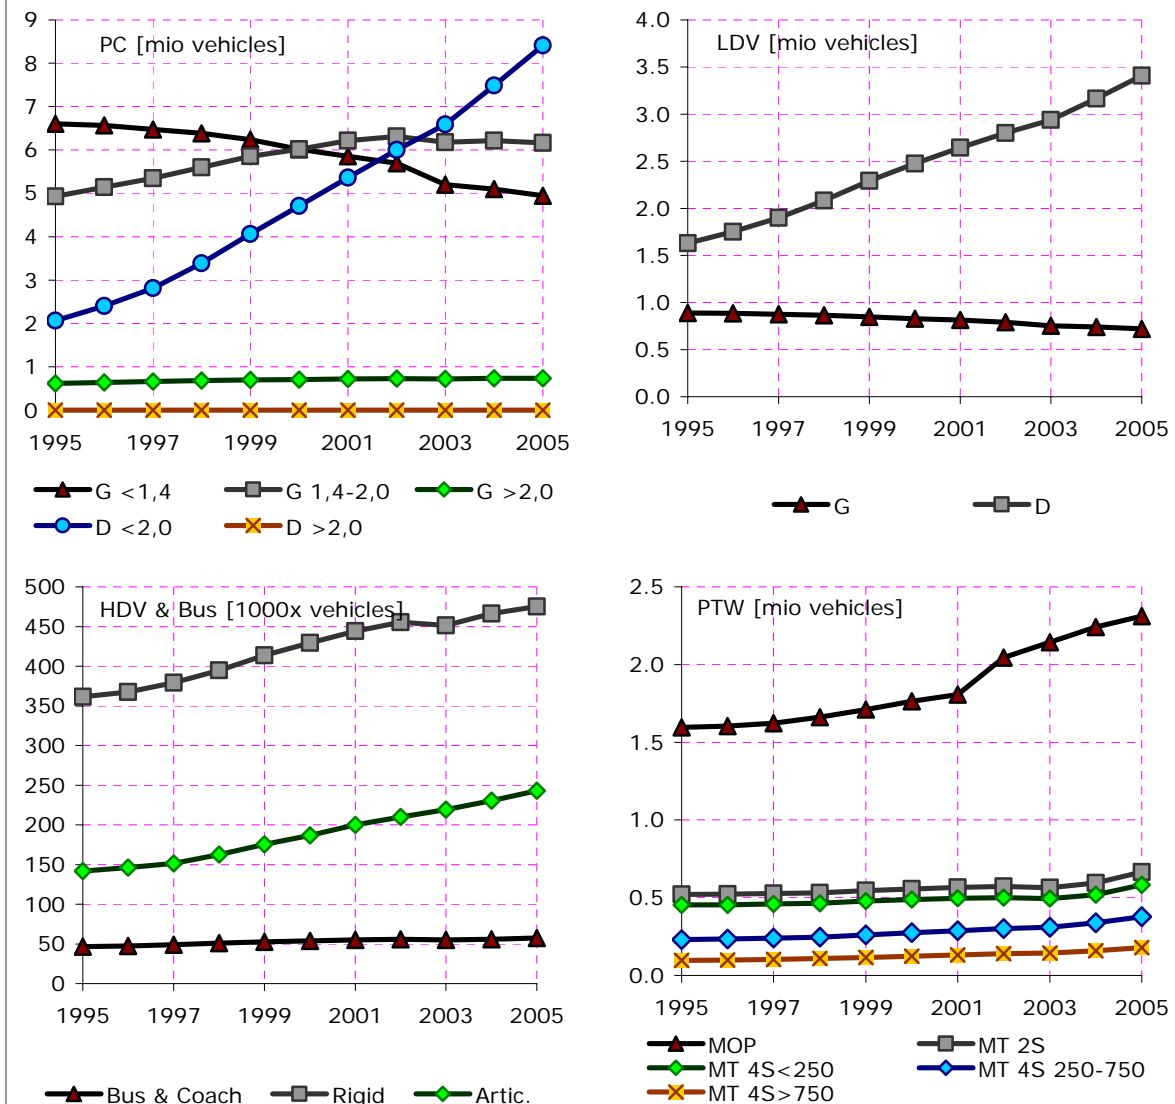 PC [mio vehicles]
9
8
7
6
5
4
3
2
1
0
1995 1997 1999 2001 2003 2005
G <1,4 G 1,4-2,0 G >2,0
D <2,0 D >2,0
LDV [mio vehicles]
4.0
3.5
3.0
2.5
2.0
1.5
1.0
0.5
0.0
1995 1997 1999 2001 2003 2005
G D
HDV & Bus [1000x vehicles]
500
450
400
350
300
250
200
150
100
50
0
1995 1997 1999 2001 2003 2005
Bus & Coach Rigid Artic.
PTW [mio vehicles]
2.5
2.0
1.5
1.0
0.5
0.0
1995 1997 1999 2001 2003 2005
MOP MT 2S
MT 4S<250 MT 4S 250-750
MT 4S>750